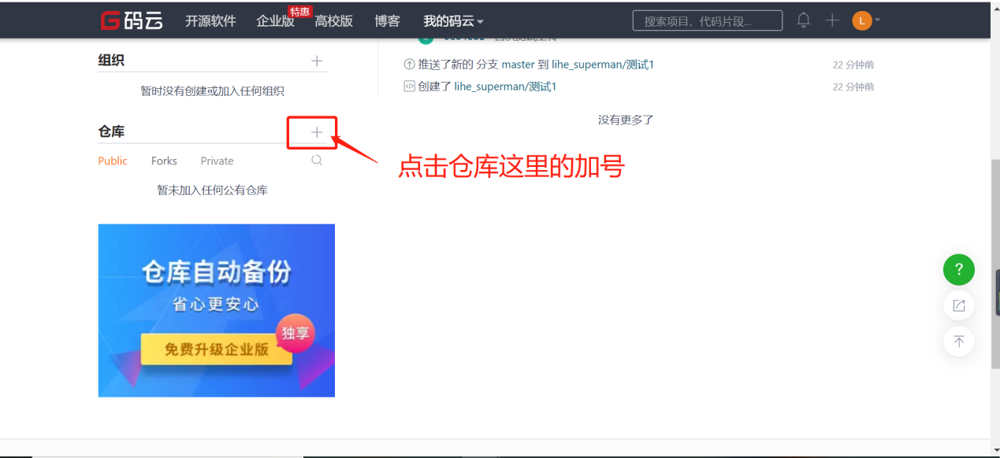 G码云 开源软件 企业版 特惠 高校版 博客 我的码云 搜索项目、代码片段... L
组织
暂时没有创建或加入任何组织
仓库
Public Forks Private
暂未加入任何公有仓库
推送了新的 分支 master 到 lihe_superman/测试1 22 分钟前
创建了 lihe_superman/测试1 22 分钟前
没有更多了
点击仓库这里的加号
仓库自动备份
省心更安心
独享
免费升级企业版
?